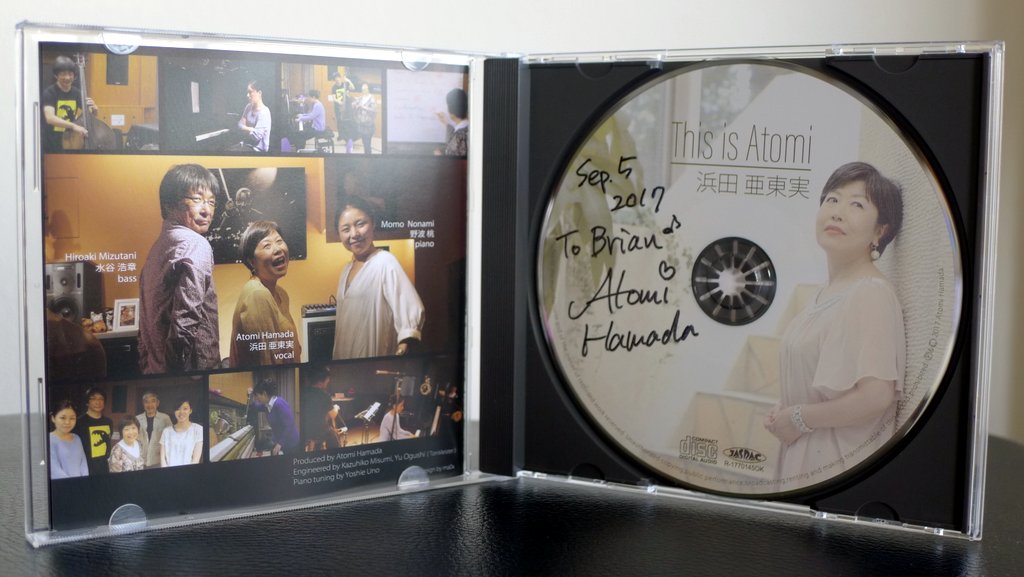 Hiroaki Mizutani
水谷 浩章
bass
Momo Nonami
野波 桃
piano
Atomi Hamada
浜田 亜東実
vocal
Produced by Atomi Hamada
Engineered by Kazuhiko Misumi, Yu Ogushi
Piano tuning by Yoshie Uno
This is Atomi
浜田 亜東実
Sep. 5
2017
To Brian
Atomi
Hamada
COMPACT
disc
DIGITAL AUDIO
JASRAC
R-1770145GK